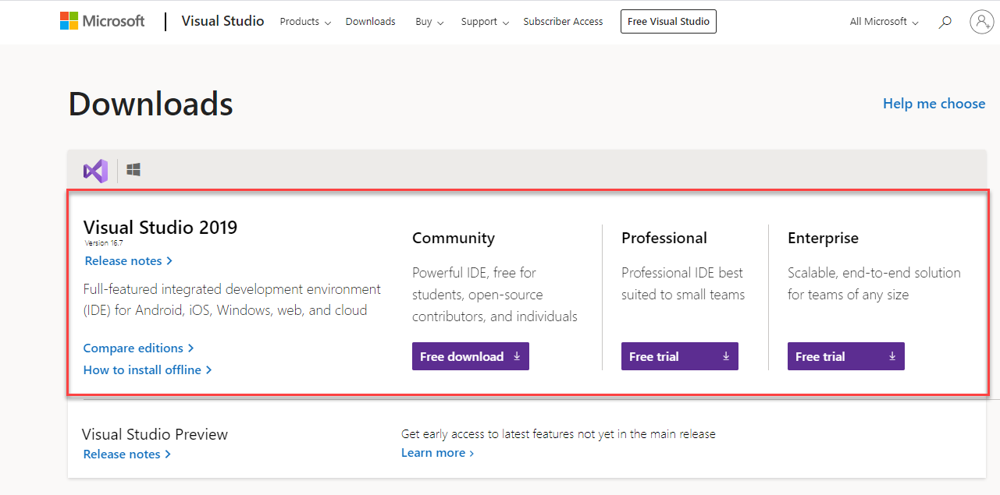 Microsoft Visual Studio Products Downloads Buy Support Subscriber Access Free Visual Studio All Microsoft
Downloads
Help me choose
Visual Studio 2019
Version 16.7
Release notes
Full-featured integrated development environment
(IDE) for Android, iOS, Windows, web, and cloud
Compare editions
How to install offline
Community
Powerful IDE, free for
students, open-source
contributors, and individuals
Free download
Professional
Professional IDE best
suited to small teams
Free trial
Enterprise
Scalable, end-to-end solution
for teams of any size
Free trial
Visual Studio Preview
Release notes
Get early access to latest features not yet in the main release
Learn more